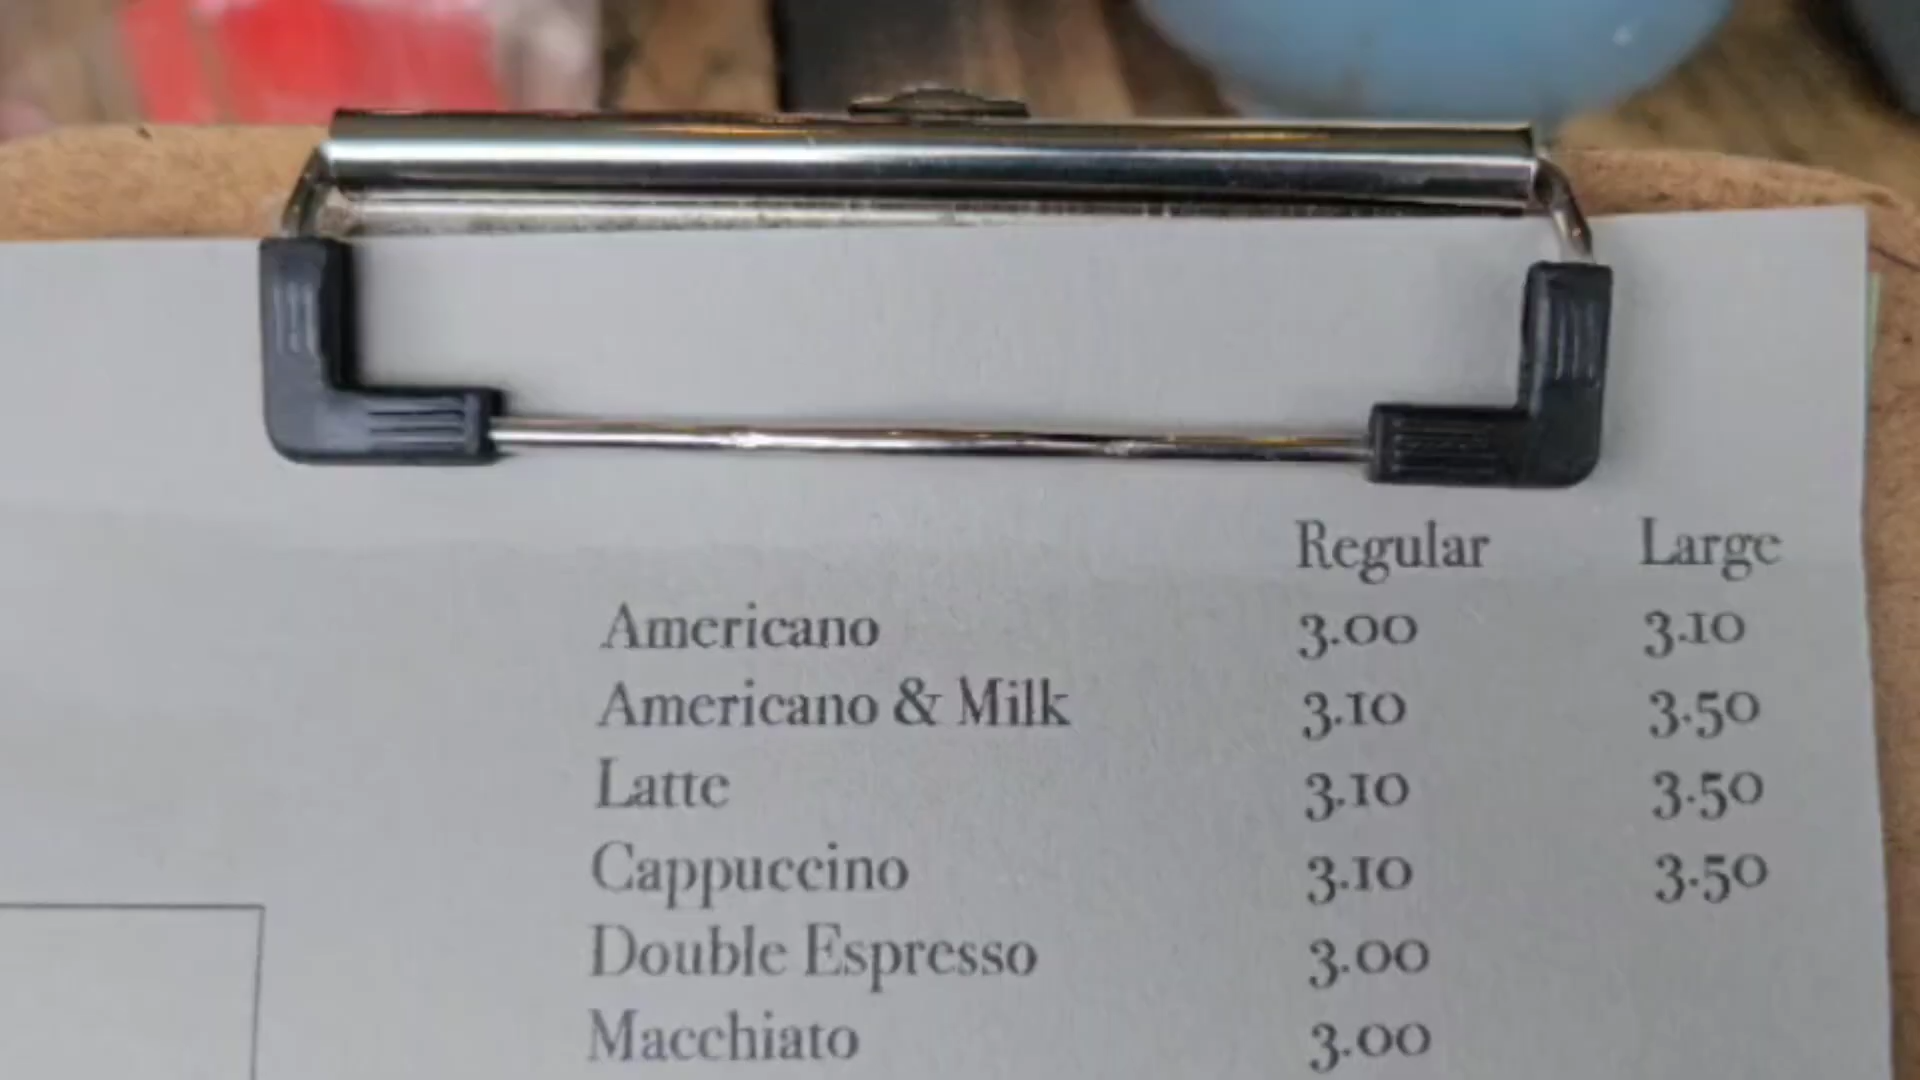 Regular Large
Americano 3.00 3.10
Americano & Milk 3.10 3.50
Latte 3.10 3.50
Cappuccino 3.10 3.50
Double Espresso 3.00
Macchiato 3.00